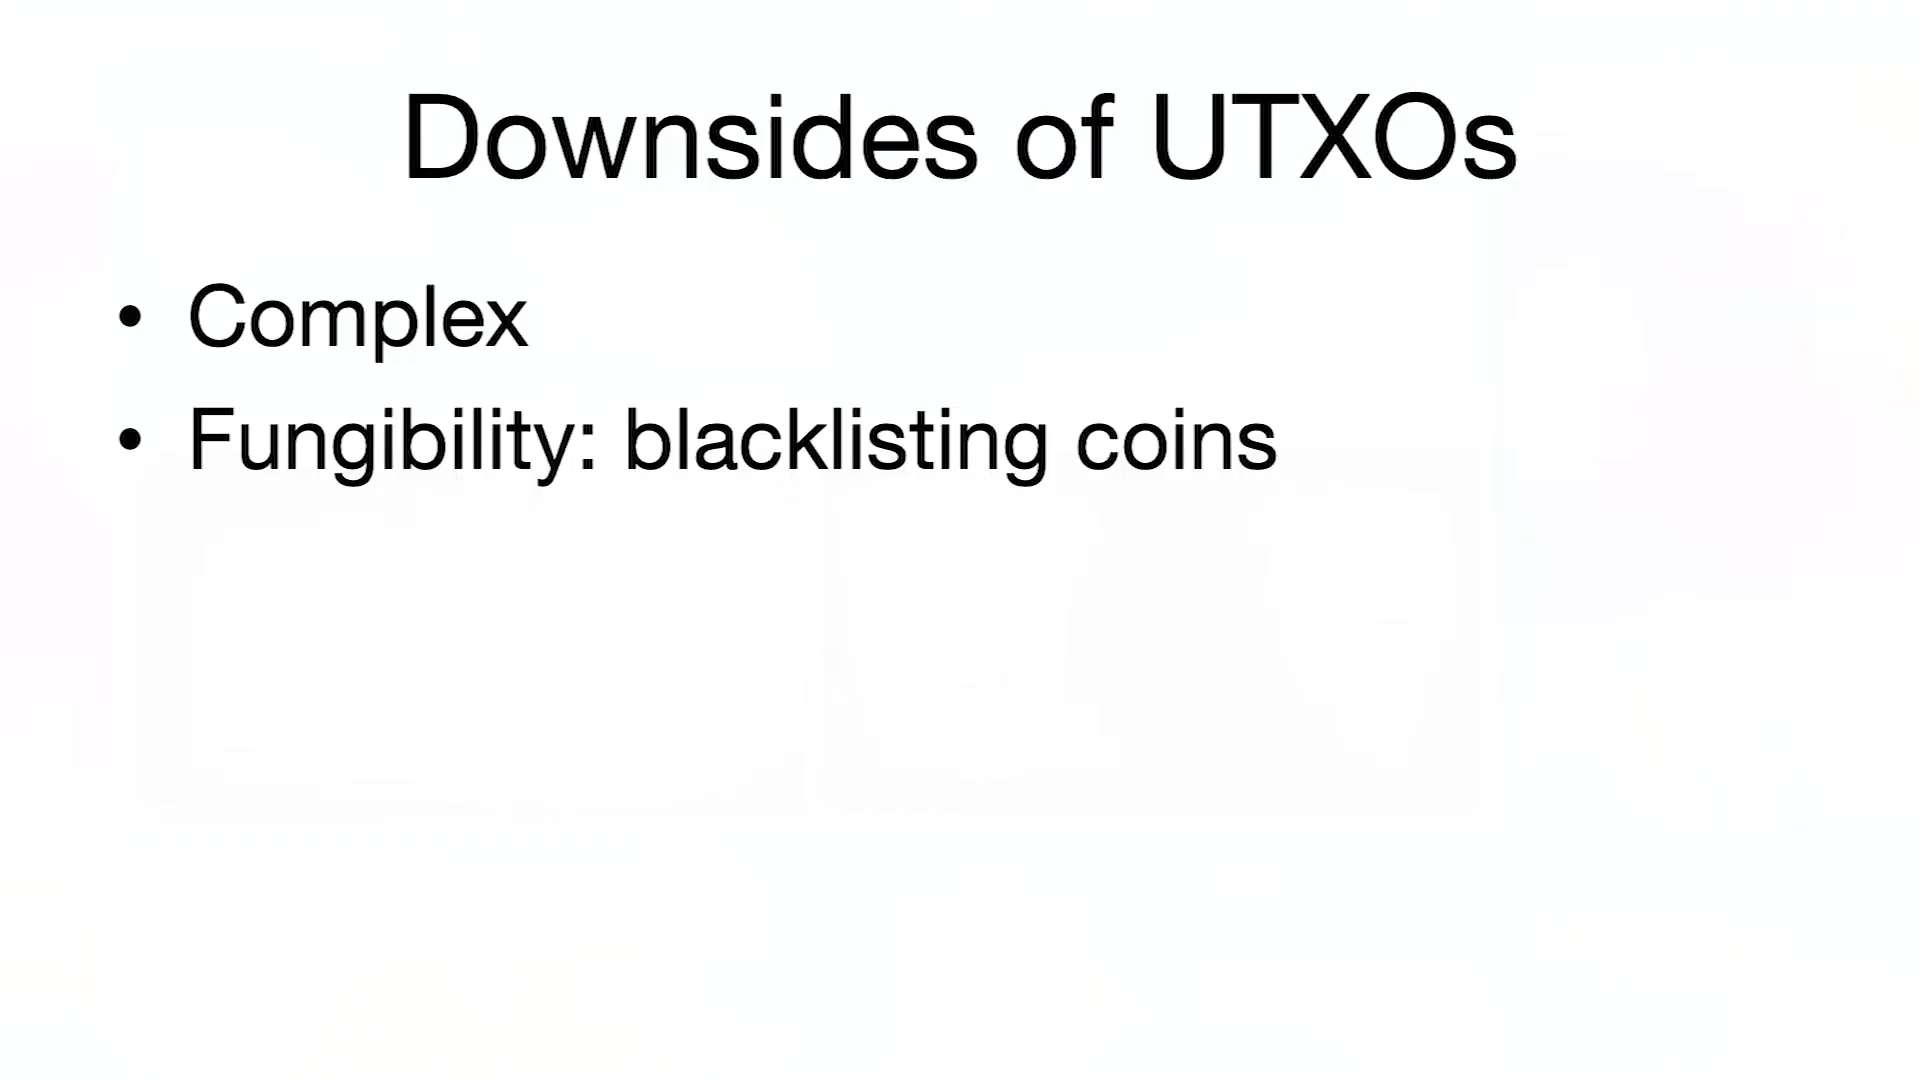 Downsides of UTXOs
• Complex
• Fungibility: blacklisting coins